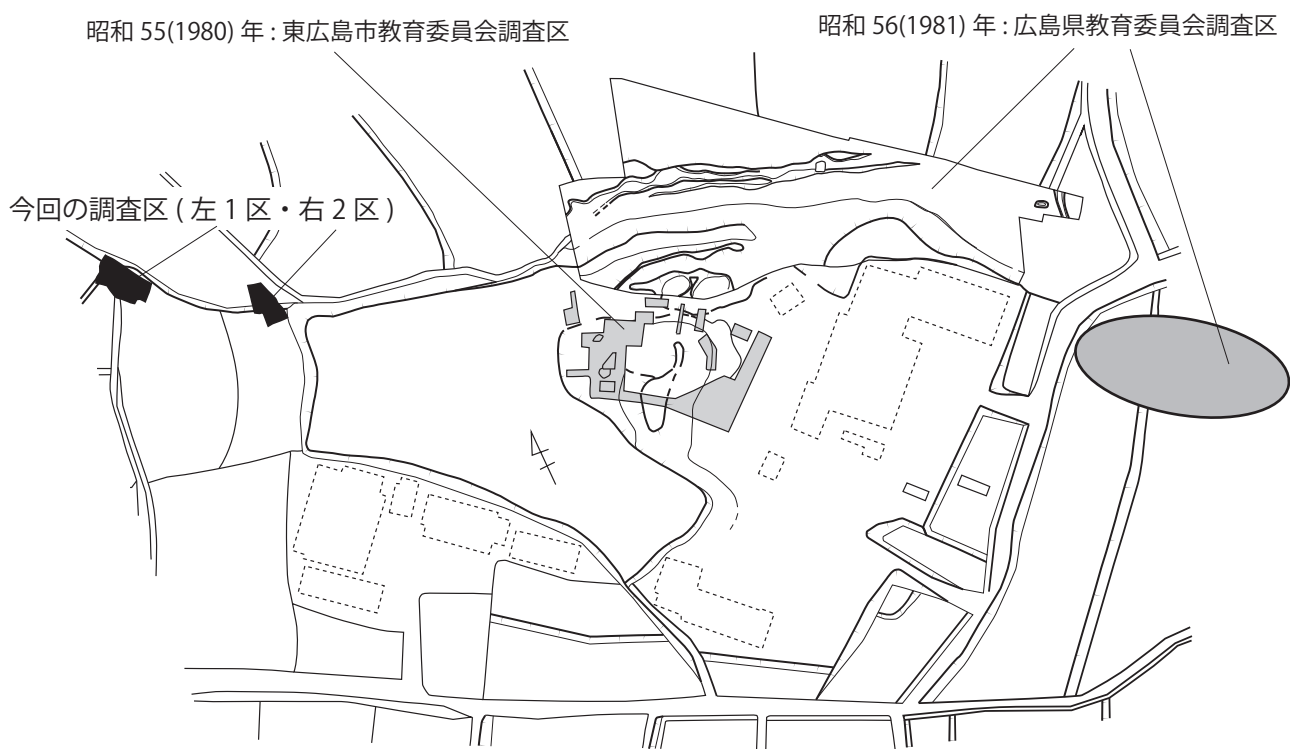 昭和 55(1980) 年 : 東広島市教育委員会調査区
昭和 56(1981) 年 : 広島県教育委員会調査区
今回の調査区 ( 左 1 区・右 2 区 )